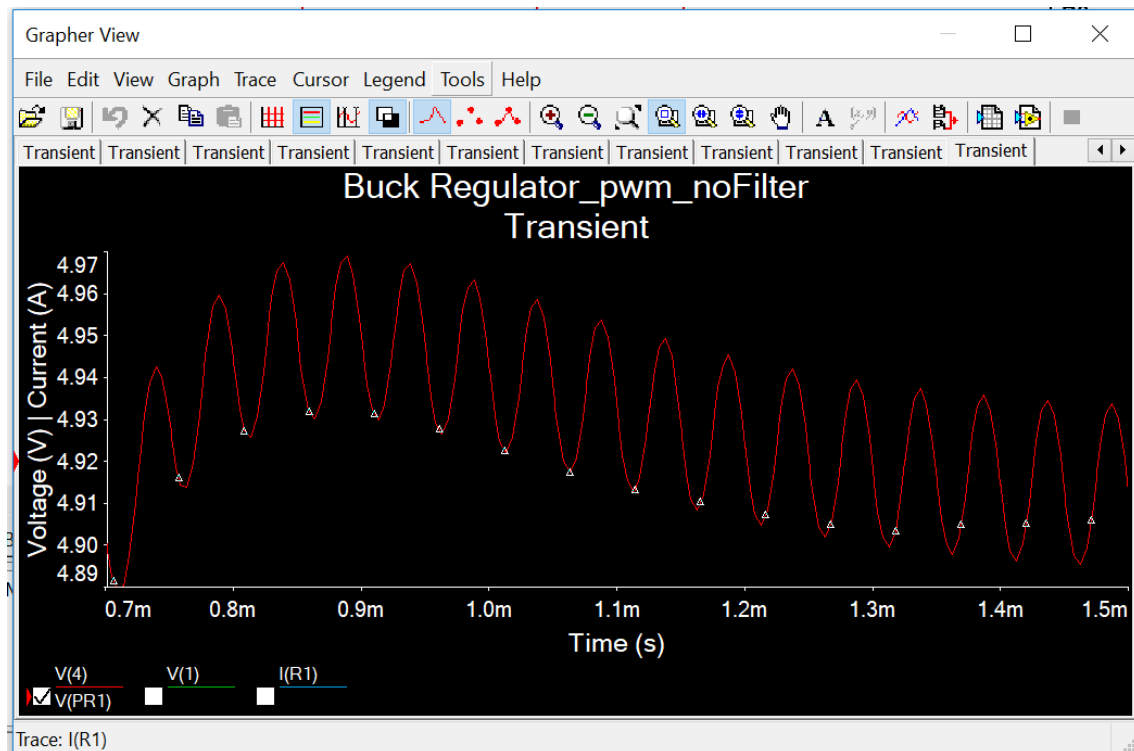 Grapher View
File Edit View Graph Trace Cursor Legend Tools Help
A
Transient Transient Transient Transient Transient Transient Transient Transient Transient Transient Transient Transient
Buck Regulator_pwm_noFilter
Transient
Voltage (V) | Current (A)
4.97
4.96
4.95
4.94
4.93
4.92
4.91
4.90
4.89
0.7m 0.8m 0.9m 1.0m 1.1m 1.2m 1.3m 1.4m 1.5m
Time (s)
V(4) V(1) I(R1)
V(PR1)
Trace: I(R1)